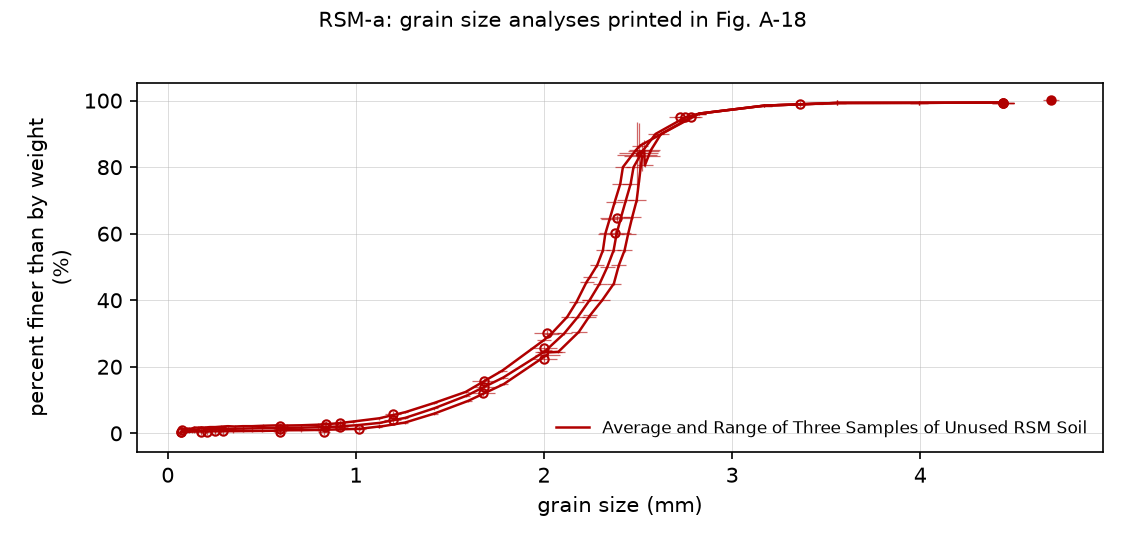 RSM-a: grain size analyses printed in Fig. A-18
percent finer than by weight
(%)
100
80
60
40
20
0
Average and Range of Three Samples of Unused RSM Soil
0 1 2 3 4
grain size (mm)